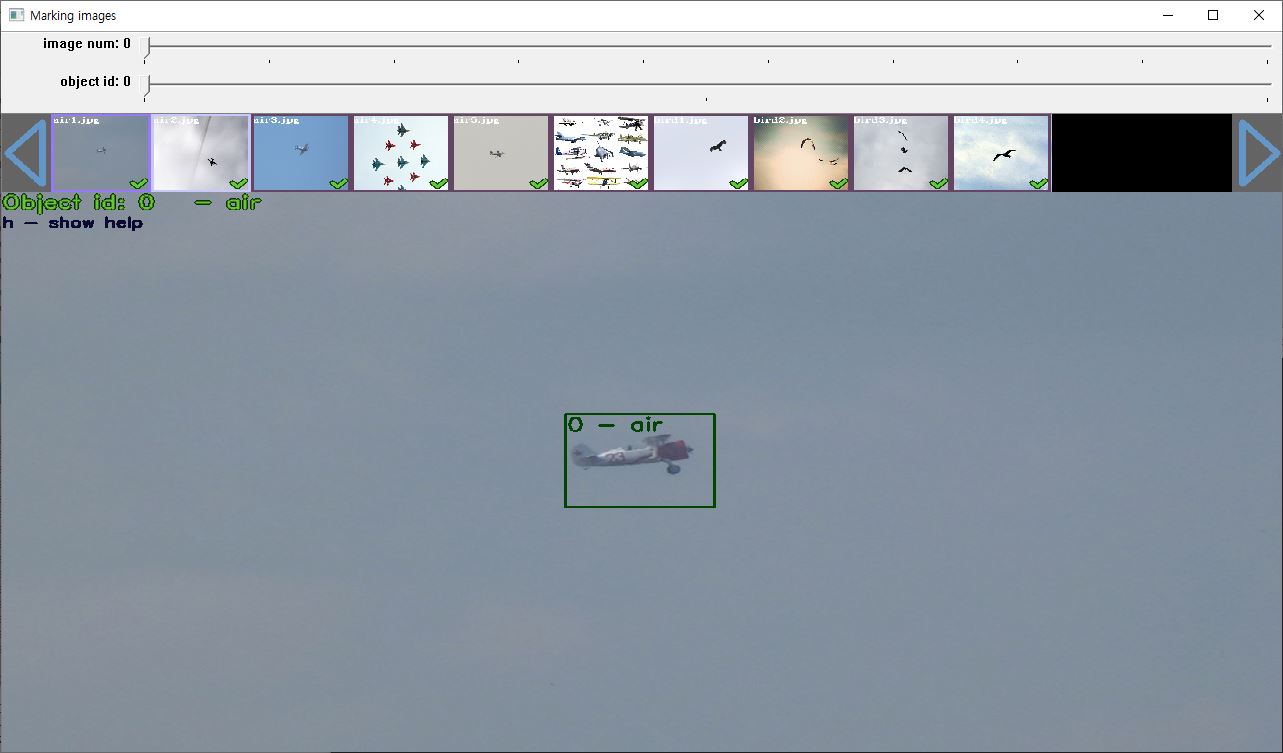 Marking images
image num: 0
object id: 0
air1.jpg
air2.jpg
air3.jpg
air4.jpg
air5.jpg
bird1.jpg
bird2.jpg
bird3.jpg
bird4.jpg
Object id: 0 - air
h - show help
0 - air
23